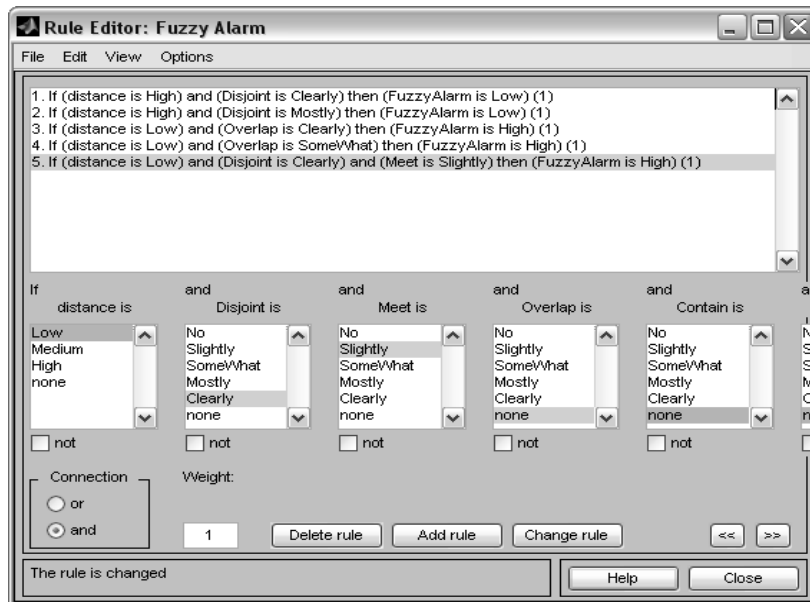 Rule Editor: Fuzzy Alarm
File Edit View Options
1. If (distance is High) and (Disjoint is Clearly) then (FuzzyAlarm is Low) (1)
2. If (distance is High) and (Disjoint is Mostly) then (FuzzyAlarm is Low) (1)
3. If (distance is Low) and (Overlap is Clearly) then (FuzzyAlarm is High) (1)
4. If (distance is Low) and (Overlap is SomeWhat) then (FuzzyAlarm is High) (1)
5. If (distance is Low) and (Disjoint is Clearly) and (Meet is Slightly) then (FuzzyAlarm is High) (1)
If and and and and
distance is Disjoint is Meet is Overlap is Contain is
Low No No No No
Medium Slightly Slightly Slightly Slightly
High SomeWhat SomeWhat SomeWhat SomeWhat
none Mostly Mostly Mostly Mostly
Clearly Clearly Clearly Clearly
none none none none
not not not not not
Connection Weight:
or
and 1 Delete rule Add rule Change rule << >>
The rule is changed Help Close